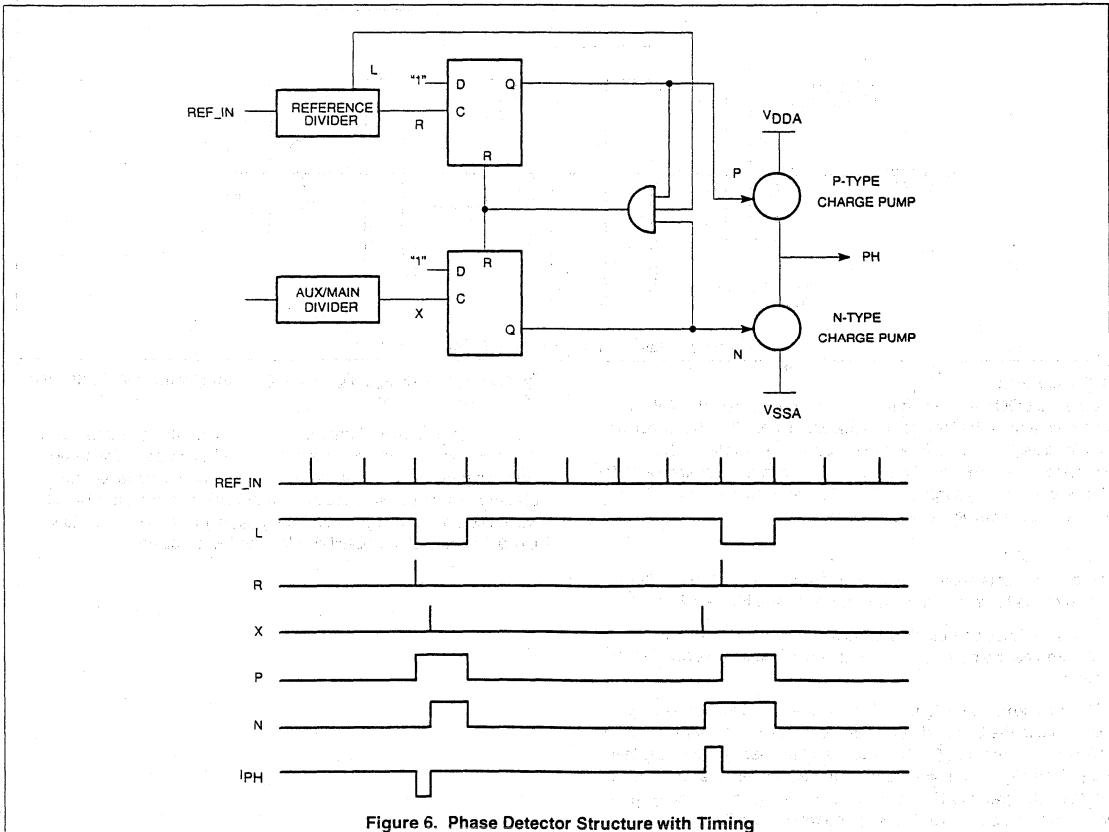 L
"1"
D
Q
REF_IN
REFERENCE
DIVIDER
R
C
R
VDDA
P
P-TYPE
CHARGE PUMP
PH
"1"
R
D
AUX/MAIN
DIVIDER
X
C
Q
N
N-TYPE
CHARGE PUMP
VSSA
REF_IN
L
R
X
P
N
IPH
Figure 6. Phase Detector Structure with Timing